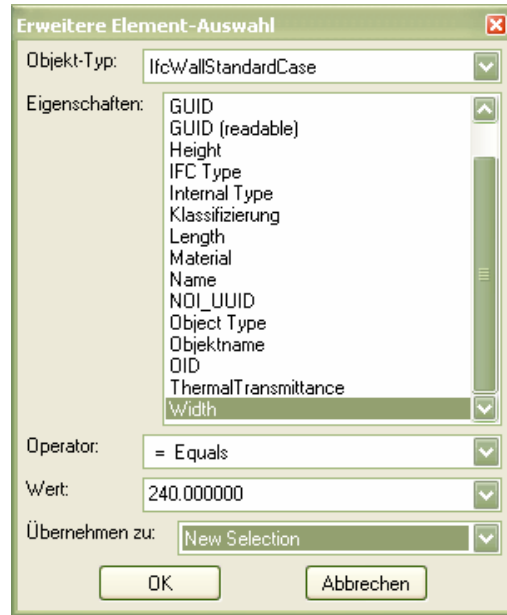 Erweitere Element-Auswahl
Objekt-Typ: IfcWallStandardCase
Eigenschaften: GUID
GUID (readable)
Height
IFC Type
Internal Type
Klassifizierung
Length
Material
Name
NOI_UUID
Object Type
Objektname
OID
ThermalTransmittance
Width
Operator: = Equals
Wert: 240.000000
Übernehmen zu: New Selection
OK Abbrechen